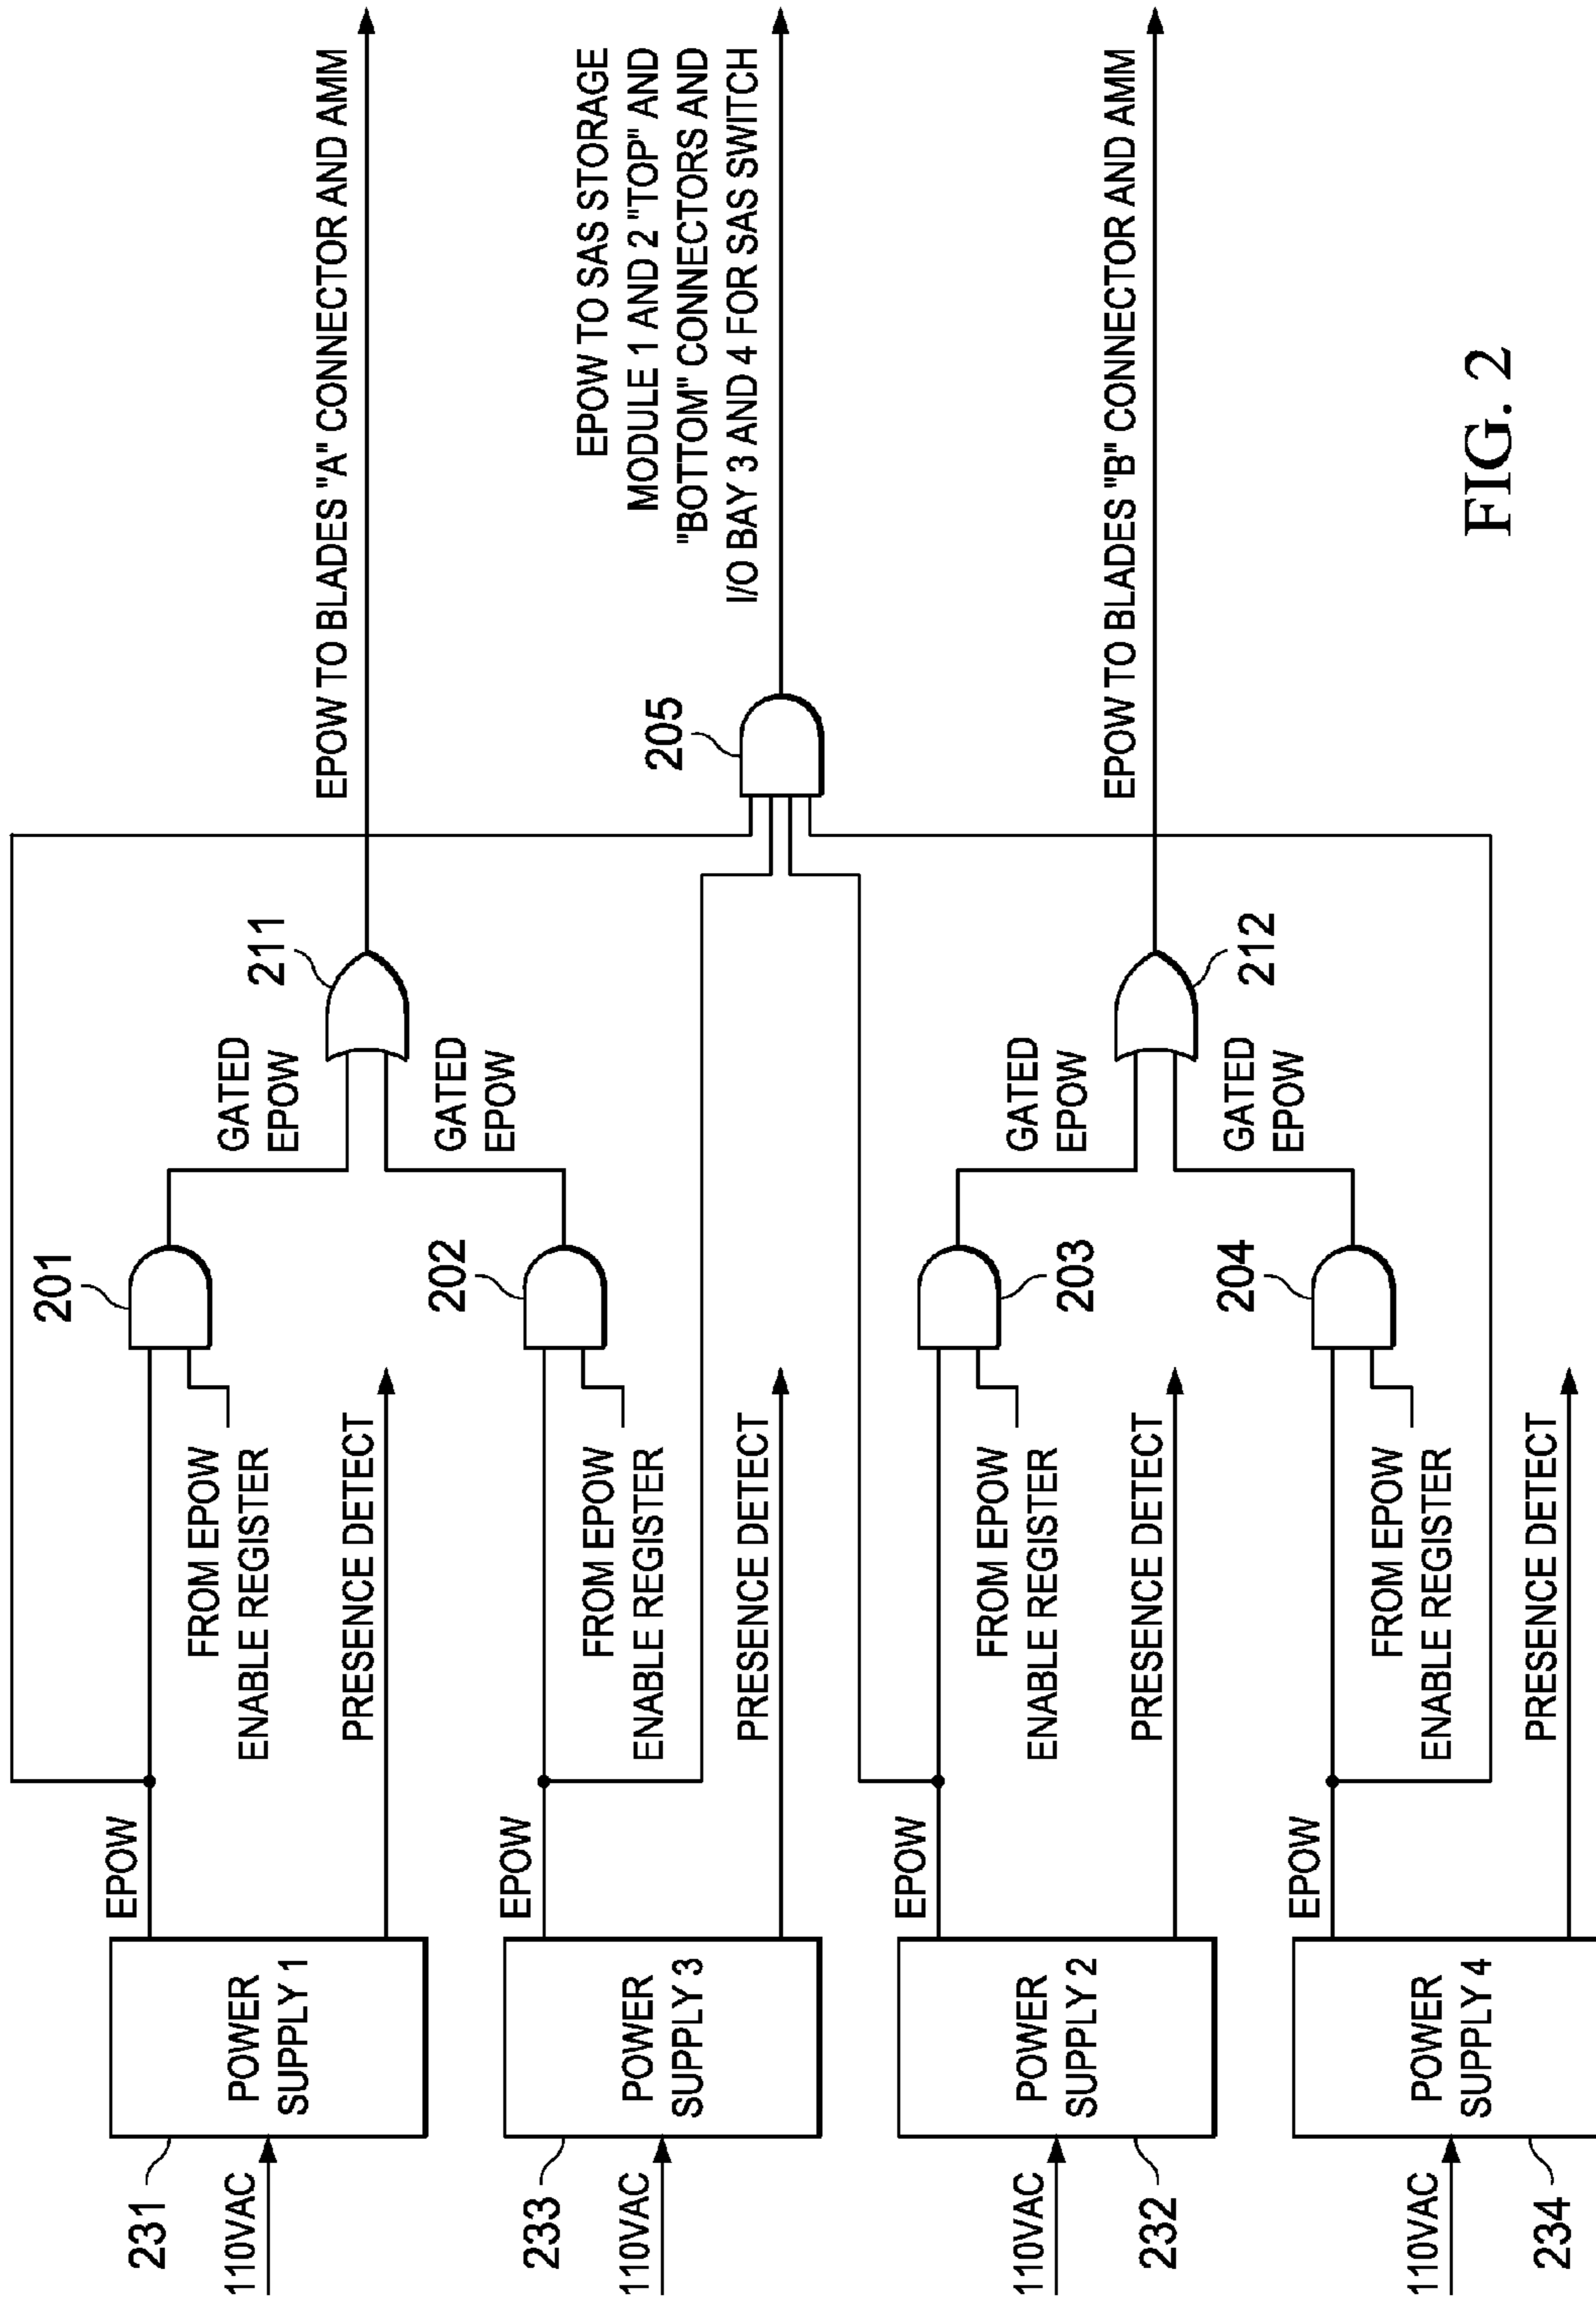 231
110VAC
POWER
SUPPLY 1
EPOW
FROM EPOW
ENABLE REGISTER
PRESENCE DETECT
201
GATED
EPOW
211
EPOW TO BLADES "A" CONNECTOR AND AMM
233
110VAC
POWER
SUPPLY 3
EPOW
FROM EPOW
ENABLE REGISTER
PRESENCE DETECT
202
GATED
EPOW
205
EPOW TO SAS STORAGE
MODULE 1 AND 2 "TOP" AND
"BOTTOM" CONNECTORS AND
I/O BAY 3 AND 4 FOR SAS SWITCH
110VAC
232
POWER
SUPPLY 2
EPOW
FROM EPOW
ENABLE REGISTER
PRESENCE DETECT
203
GATED
EPOW
212
EPOW TO BLADES "B" CONNECTOR AND AMM
110VAC
234
POWER
SUPPLY 4
EPOW
FROM EPOW
ENABLE REGISTER
PRESENCE DETECT
204
GATED
EPOW
FIG. 2